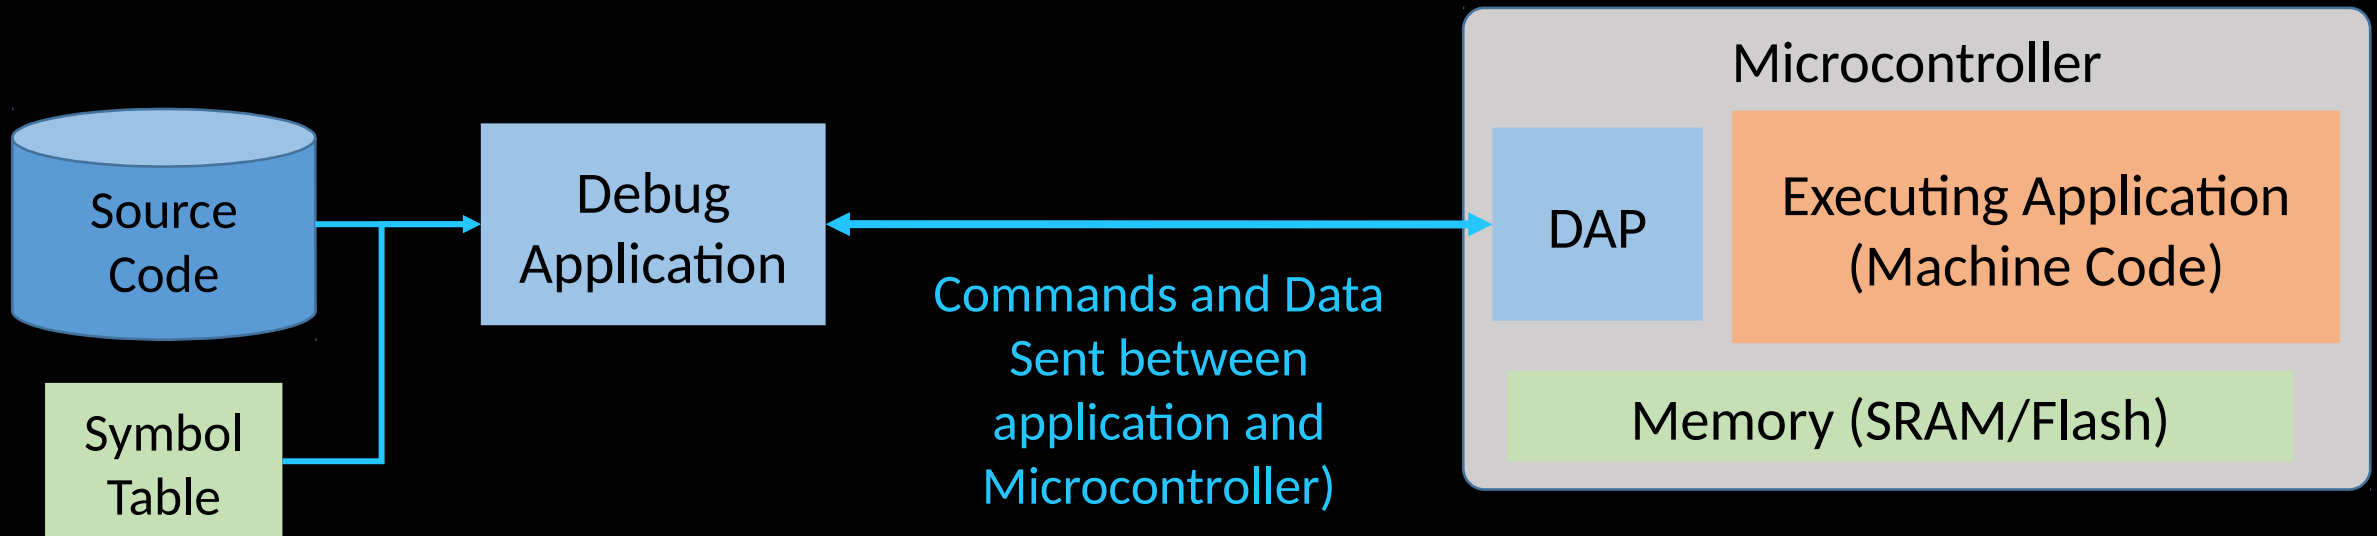 Source
Code
Symbol
Table
Debug
Application
Commands and Data
Sent between
application and
Microcontroller)
Microcontroller
DAP
Executing Application
(Machine Code)
Memory (SRAM/Flash)